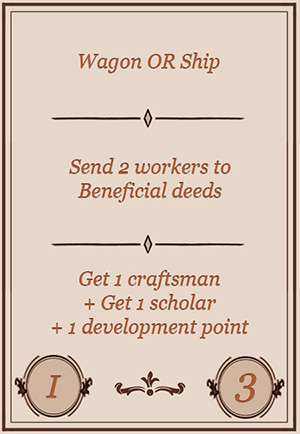 Wagon OR Ship
Send 2 workers to
Beneficial deeds
Get 1 craftsman
+ Get 1 scholar
+ 1 development point
I
3